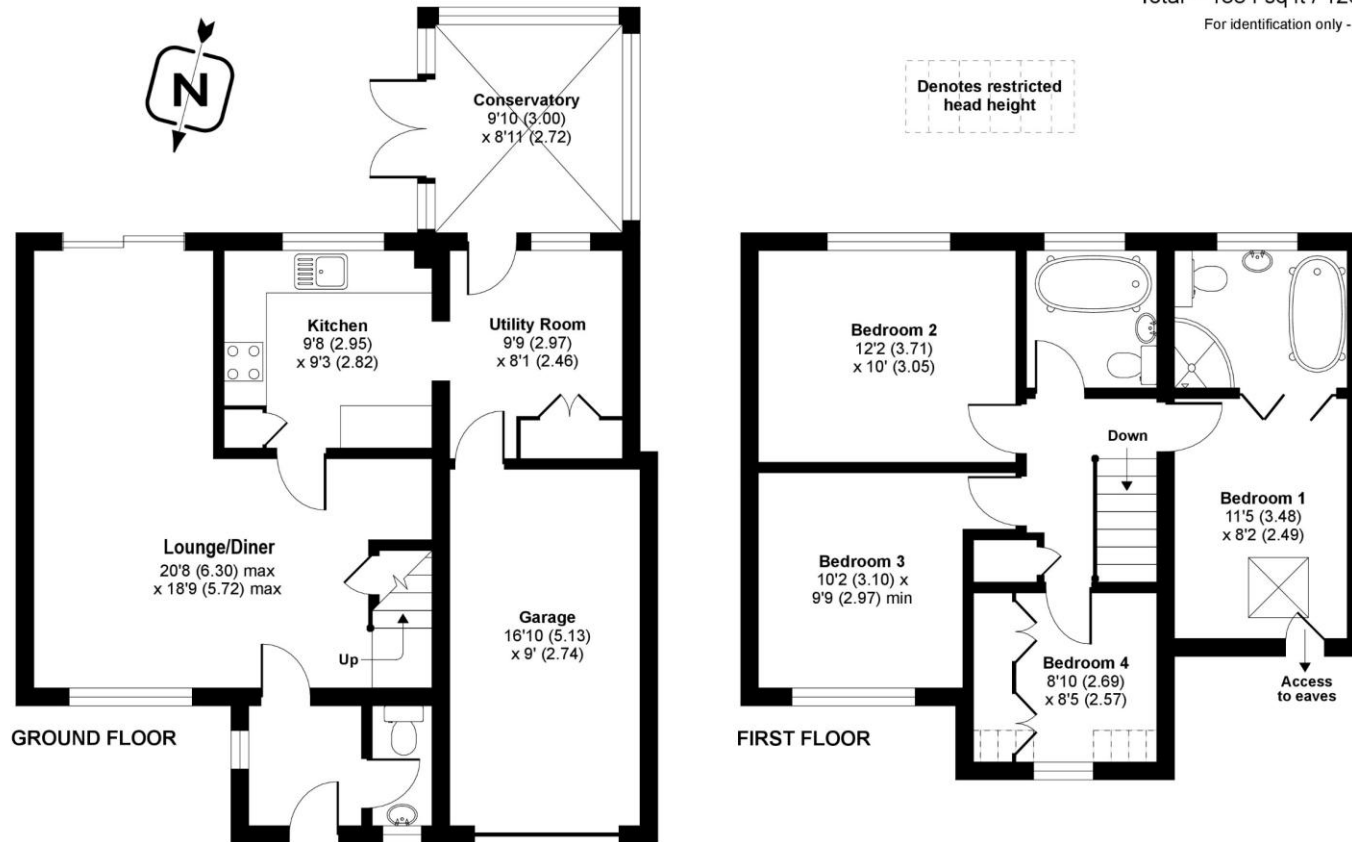 For identification only -
N
Denotes restricted
head height
Conservatory
9'10 (3.00)
x 8'11 (2.72)
Kitchen
9'8 (2.95)
x 9'3 (2.82)
Utility Room
9'9 (2.97)
x 8'1 (2.46)
Lounge/Diner
20'8 (6.30) max
x 18'9 (5.72) max
Up
Garage
16'10 (5.13)
x 9' (2.74)
GROUND FLOOR
Bedroom 2
12'2 (3.71)
x 10' (3.05)
Down
Bedroom 1
11'5 (3.48)
x 8'2 (2.49)
Bedroom 3
10'2 (3.10) x
9'9 (2.97) min
Bedroom 4
8'10 (2.69)
x 8'5 (2.57)
Access
to eaves
FIRST FLOOR